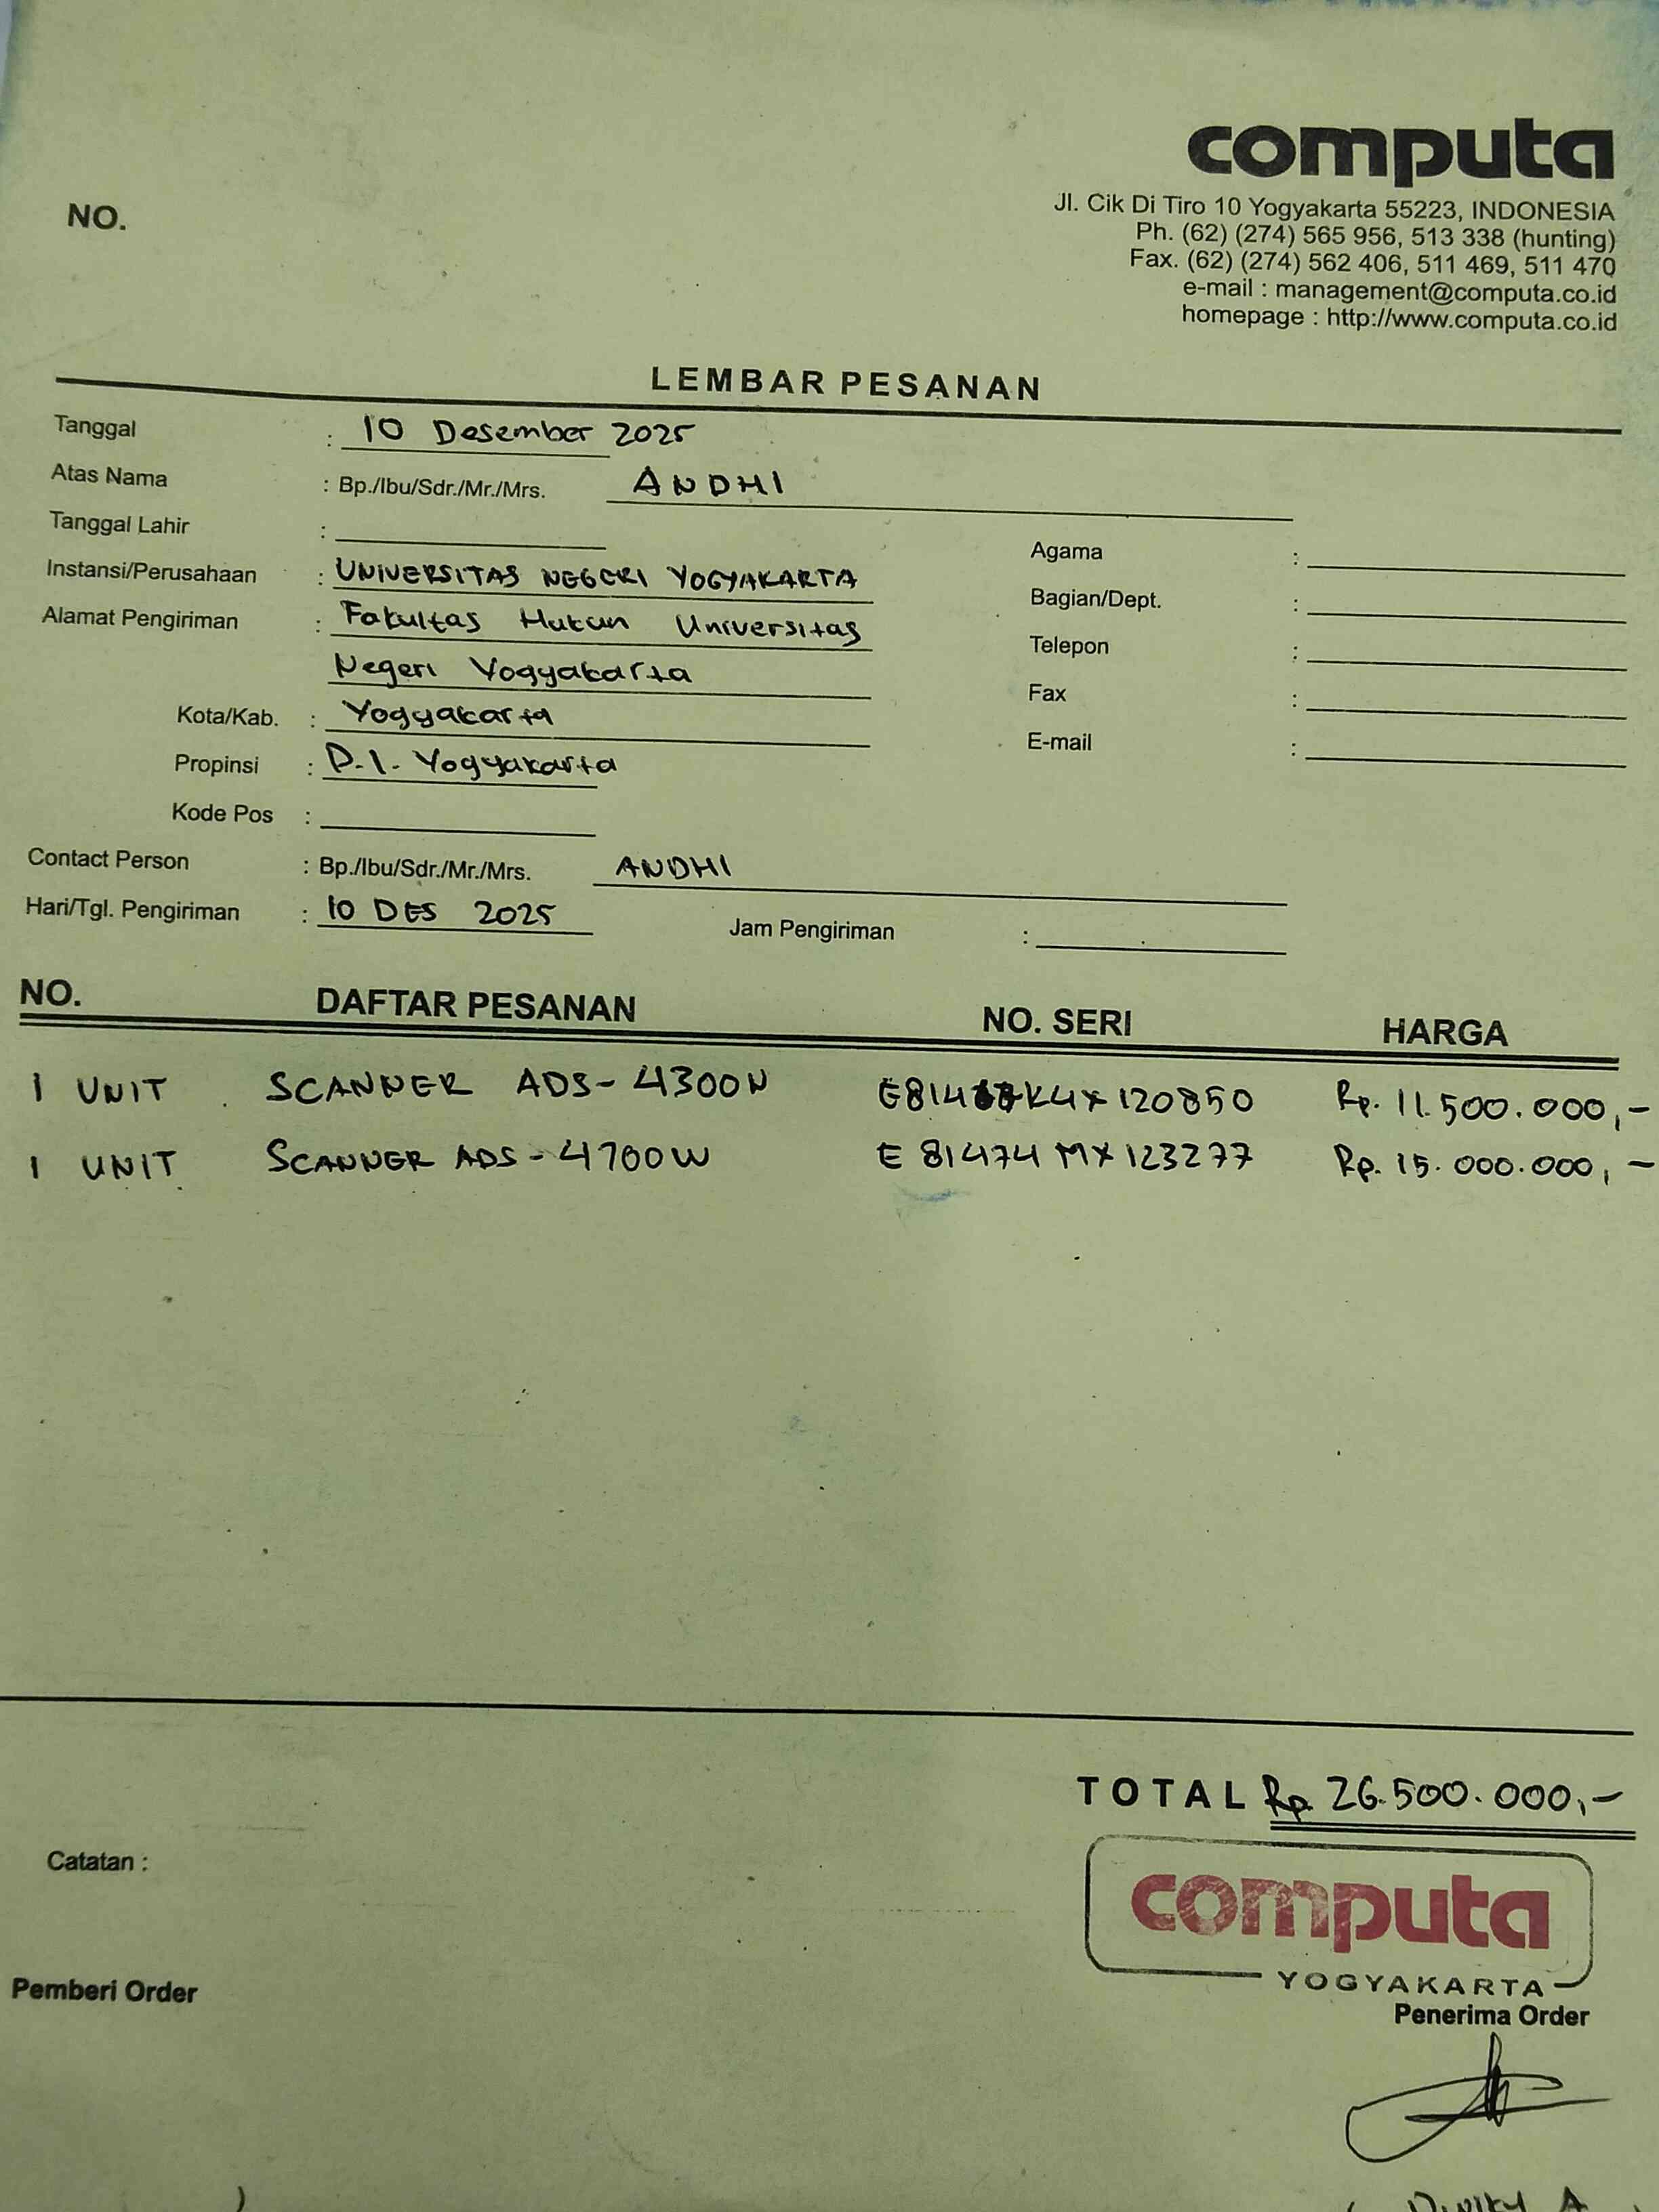 computa
Jl. Cik Di Tiro 10 Yogyakarta 55223, INDONESIA
NO.
Ph. (62) (274) 565 956, 513 338 (hunting)
Fax. (62) (274) 562 406, 511 469, 511 470
e-mail : management@computa.co.id
homepage : http://www.computa.co.id
LEMBAR PESANAN
Tanggal : 10 Desember 2025
Atas Nama : Bp./Ibu/Sdr./Mr./Mrs. ANDHI
Tanggal Lahir :
Agama :
Instansi/Perusahaan : UNIVERSITAS NEGERI YOGYAKARTA
Bagian/Dept. :
Alamat Pengiriman : Fakultas Hukum Universitas
Telepon :
Negeri Yogyakarta
Fax :
Kota/Kab. : Yogyakarta
E-mail :
Propinsi : D.I. Yogyakarta
Kode Pos :
Contact Person : Bp./Ibu/Sdr./Mr./Mrs. ANDHI
Hari/Tgl. Pengiriman : 10 DES 2025 Jam Pengiriman :
NO. DAFTAR PESANAN NO. SERI HARGA
1 UNIT SCANNER ADS-4300N Rp. 11.500.000,-
1 UNIT SCANNER ADS-4700W E 81474 MX 123277 Rp. 15.000.000,-
TOTAL Rp. 26.500.000,-
Catatan :
computa
YOGYAKARTA
Pemberi Order
Penerima Order
)